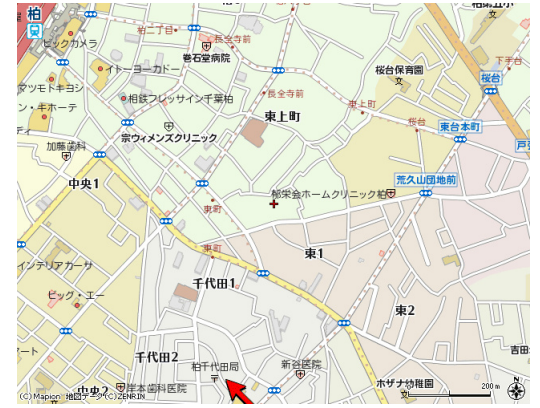 柏
ビックカメラ
柏二丁目
長全寺前
巻石堂病院
イトーヨーカドー
マツモトキヨシ
相鉄フレッサイン千葉柏
長全寺前
ン・キホーテ
東上町
宗ウィメンズクリニック
加藤歯科
桜台保育園
文
桜台
下手台
東上町
桜台
東台本町
戸張
荒久山団地前
中央1
郁栄会ホームクリニック柏
東町
東町
東1
インテリアカーサ
ビッグ・エー
千代田1
東2
千代田2
柏千代田局
〒
新谷医院
吉田
マート
中央2
岸本歯科医院
ホザナ幼稚園
文
200m
(C)Mapion 地図データ(C)ZENRIN